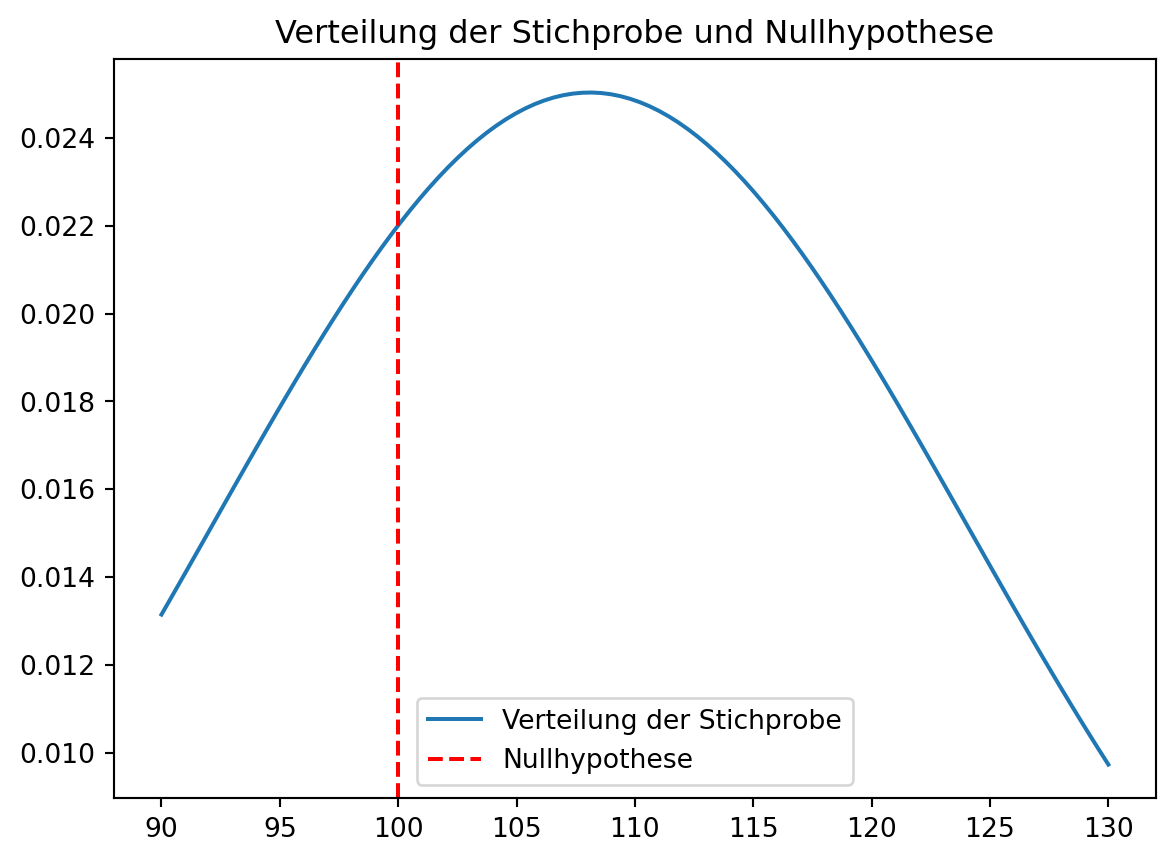 Verteilung der Stichprobe und Nullhypothese
0.024
0.022
0.020
0.018
0.016
0.014
0.012
0.010
Verteilung der Stichprobe
Nullhypothese
90 95 100 105 110 115 120 125 130